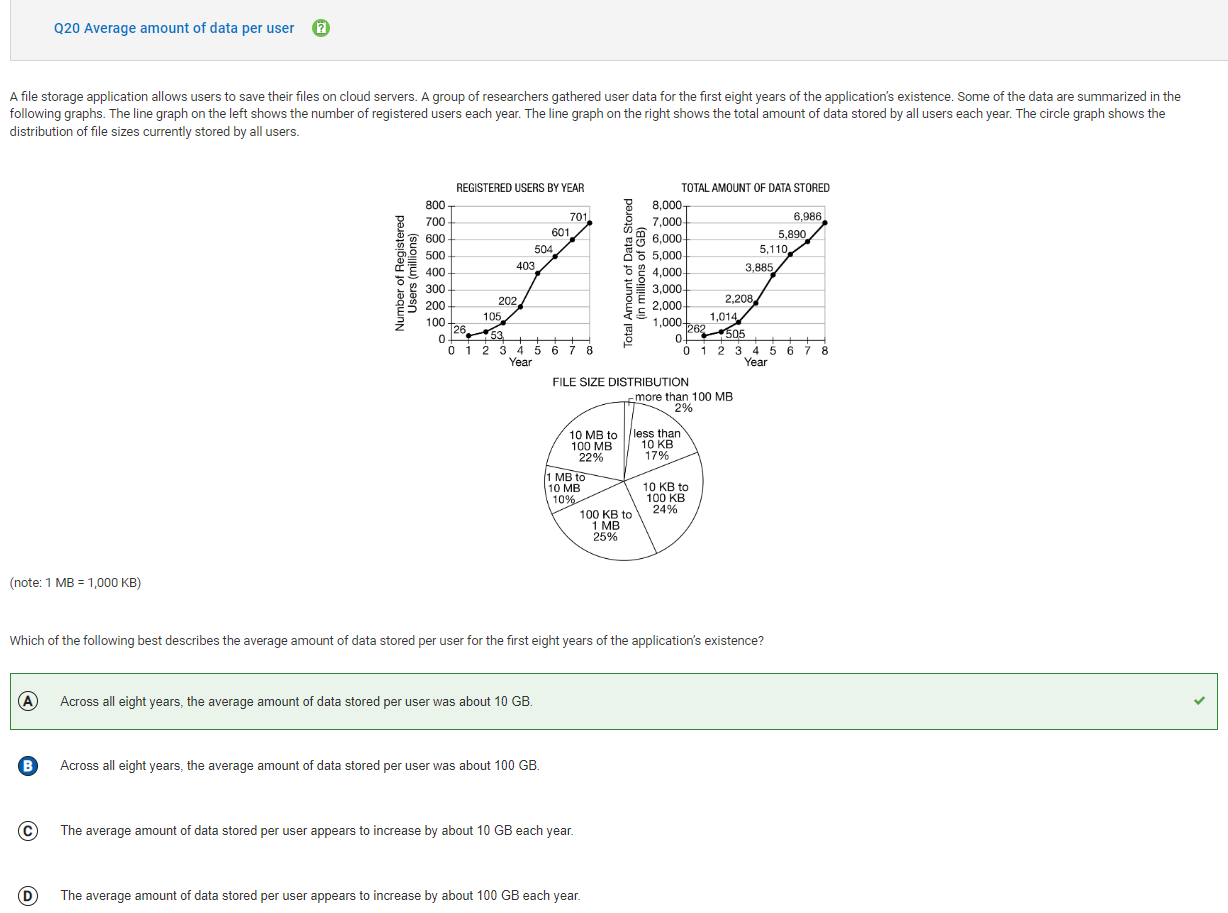 Q20 Average amount of data per user
A file storage application allows users to save their files on cloud servers. A group of researchers gathered user data for the first eight years of the application's existence. Some of the data are summarized in the
following graphs. The line graph on the left shows the number of registered users each year. The line graph on the right shows the total amount of data stored by all users each year. The circle graph shows the
distribution of file sizes currently stored by all users.
REGISTERED USERS BY YEAR
Number of Registered
Users (millions)
800
700
600
500
400
300
200
100
0
26
53
105
202
403
504
601
701
0 1 2 3 4 5 6 7 8
Year
TOTAL AMOUNT OF DATA STORED
Total Amount of Data Stored
(in millions of GB)
8,000
7,000
6,000
5,000
4,000
3,000
2,000
1,000
0
262
505
1,014
2,208
3,885
5,110
5,890
6,986
0 1 2 3 4 5 6 7 8
Year
FILE SIZE DISTRIBUTION
more than 100 MB
2%
less than
10 KB
17%
10 KB to
100 KB
24%
100 KB to
1 MB
25%
1 MB to
10 MB
10%
10 MB to
100 MB
22%
(note: 1 MB = 1,000 KB)
Which of the following best describes the average amount of data stored per user for the first eight years of the application's existence?
A Across all eight years, the average amount of data stored per user was about 10 GB.
B Across all eight years, the average amount of data stored per user was about 100 GB.
C The average amount of data stored per user appears to increase by about 10 GB each year.
D The average amount of data stored per user appears to increase by about 100 GB each year.